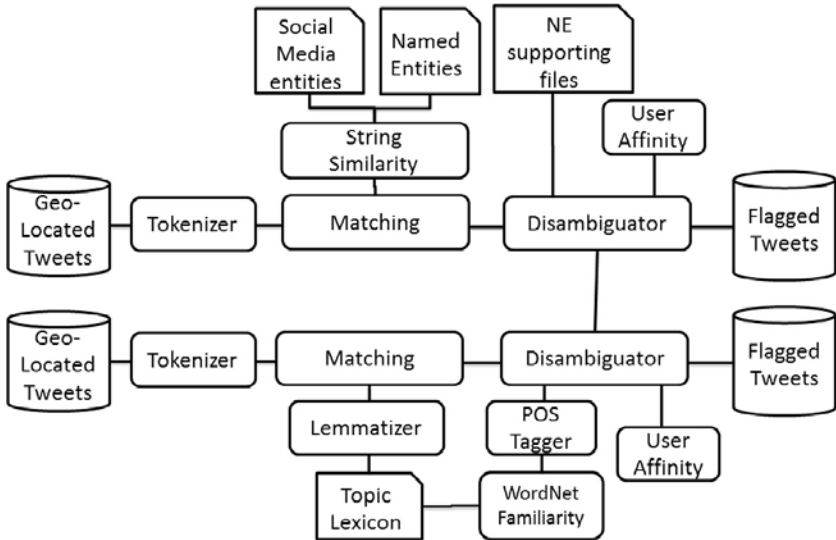 Social
Media
entities
Named
Entities
NE
supporting
files
User
Affinity
String
Similarity
Geo-
Located
Tweets
Tokenizer
Matching
Disambiguator
Flagged
Tweets
Geo-
Located
Tweets
Tokenizer
Matching
Disambiguator
Flagged
Tweets
Lemmatizer
POS
Tagger
User
Affinity
Topic
Lexicon
WordNet
Familiarity